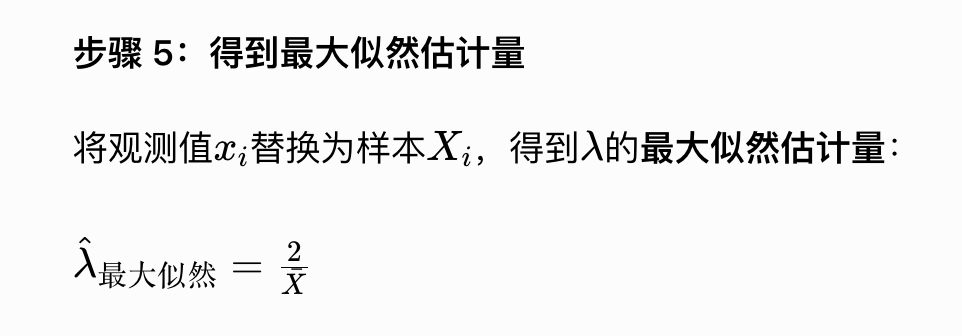 步骤 5：得到最大似然估计量
将观测值$x_i$替换为样本$X_i$，得到λ的最大似然估计量：
$\hat{\lambda}_{最大似然} = \frac{2}{\bar{X}}$